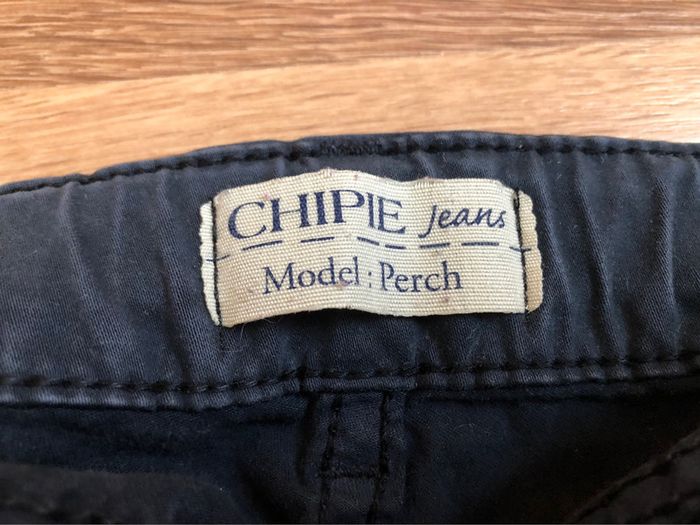 CHIPIE Jeans
Model : Perch